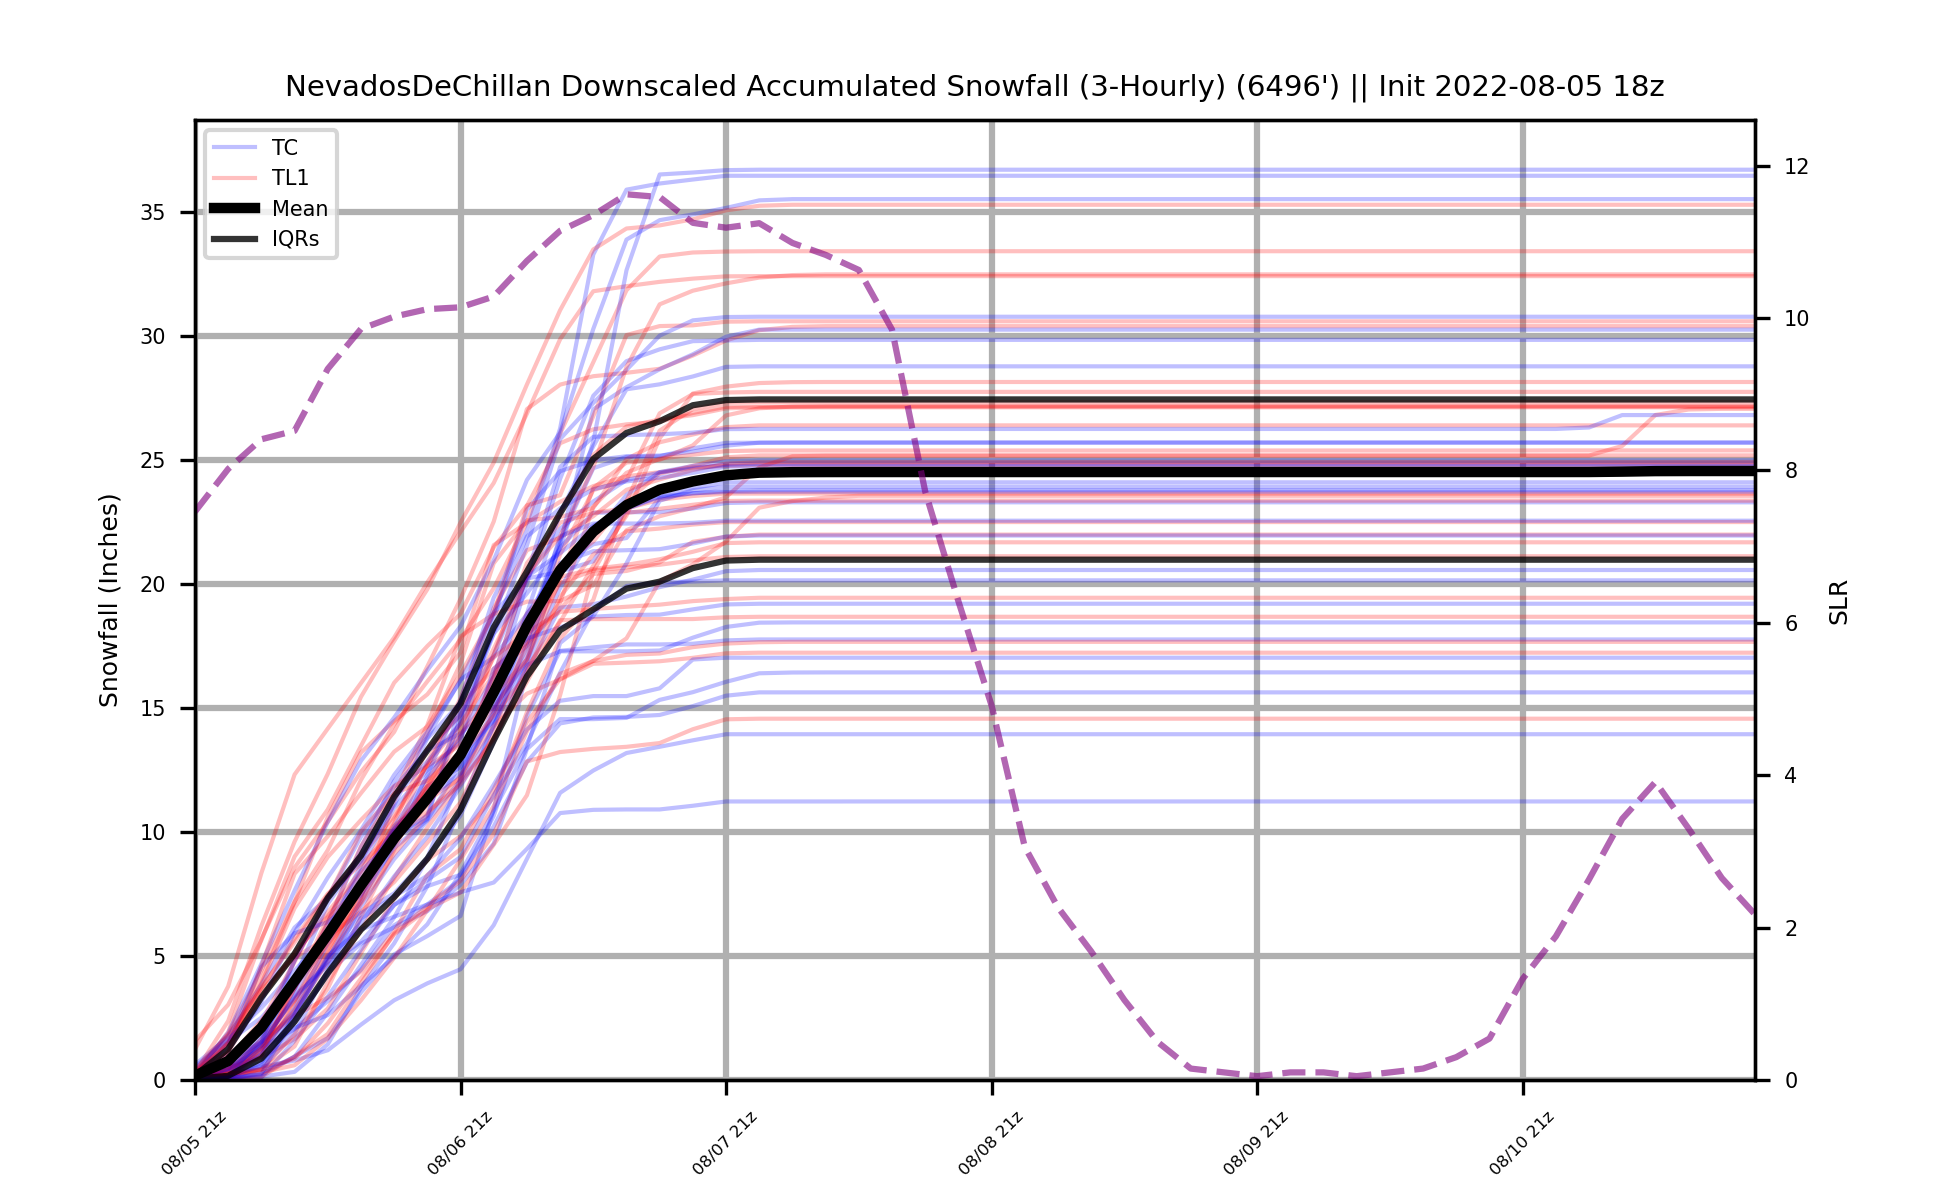 NevadosDeChillan Downscaled Accumulated Snowfall (3-Hourly) (6496') || Init 2022-08-05 18z
TC
TL1
Mean
IQRs
Snowfall (Inches)
35
30
25
20
15
10
5
0
12
10
8
6
4
2
0
SLR
08/05 21z
08/06 21z
08/07 21z
08/08 21z
08/09 21z
08/10 21z